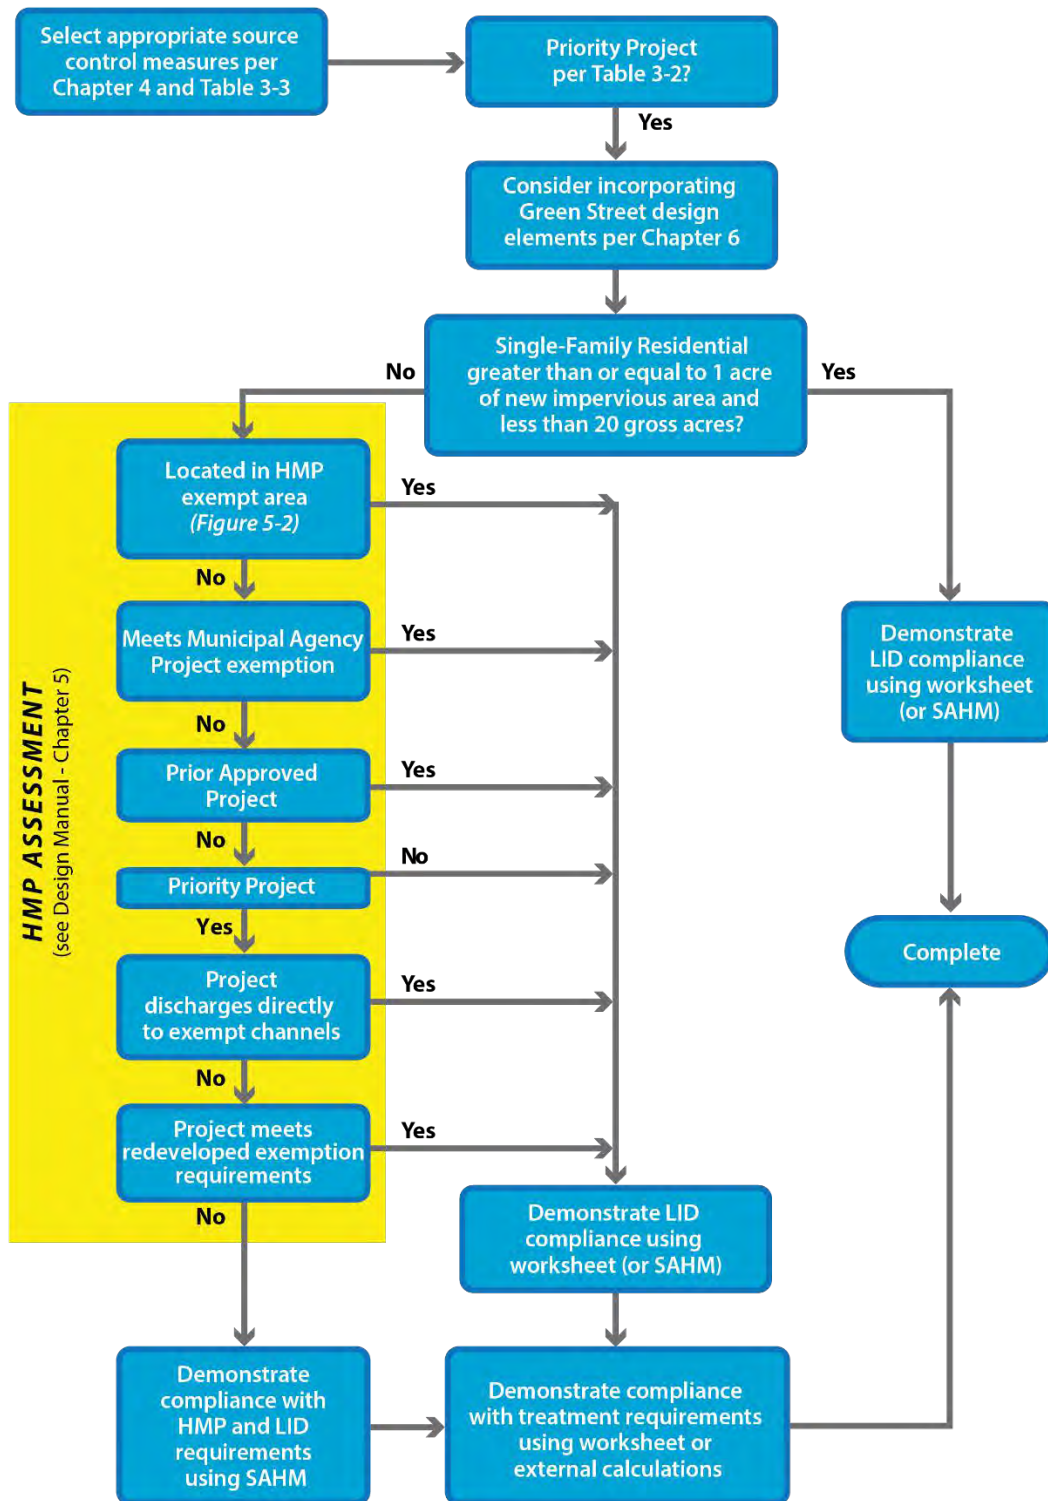 Select appropriate source
control measures per
Chapter 4 and Table 3-3
Priority Project
per Table 3-2?
Yes
Consider incorporating
Green Street design
elements per Chapter 6
Single-Family Residential
greater than or equal to 1 acre
of new impervious area and
less than 20 gross acres?
No
Yes
HMP ASSESSMENT
(see Design Manual - Chapter 5)
Located in HMP
exempt area
(Figure 5-2)
Yes
No
Meets Municipal Agency
Project exemption
Yes
No
Prior Approved
Project
Yes
No
Priority Project
No
Yes
Project
discharges directly
to exempt channels
Yes
No
Project meets
redeveloped exemption
requirements
Yes
No
Demonstrate
LID compliance
using worksheet
(or SAHM)
Complete
Demonstrate LID
compliance using
worksheet (or SAHM)
Demonstrate
compliance with
HMP and LID
requirements
using SAHM
Demonstrate compliance
with treatment requirements
using worksheet or
external calculations